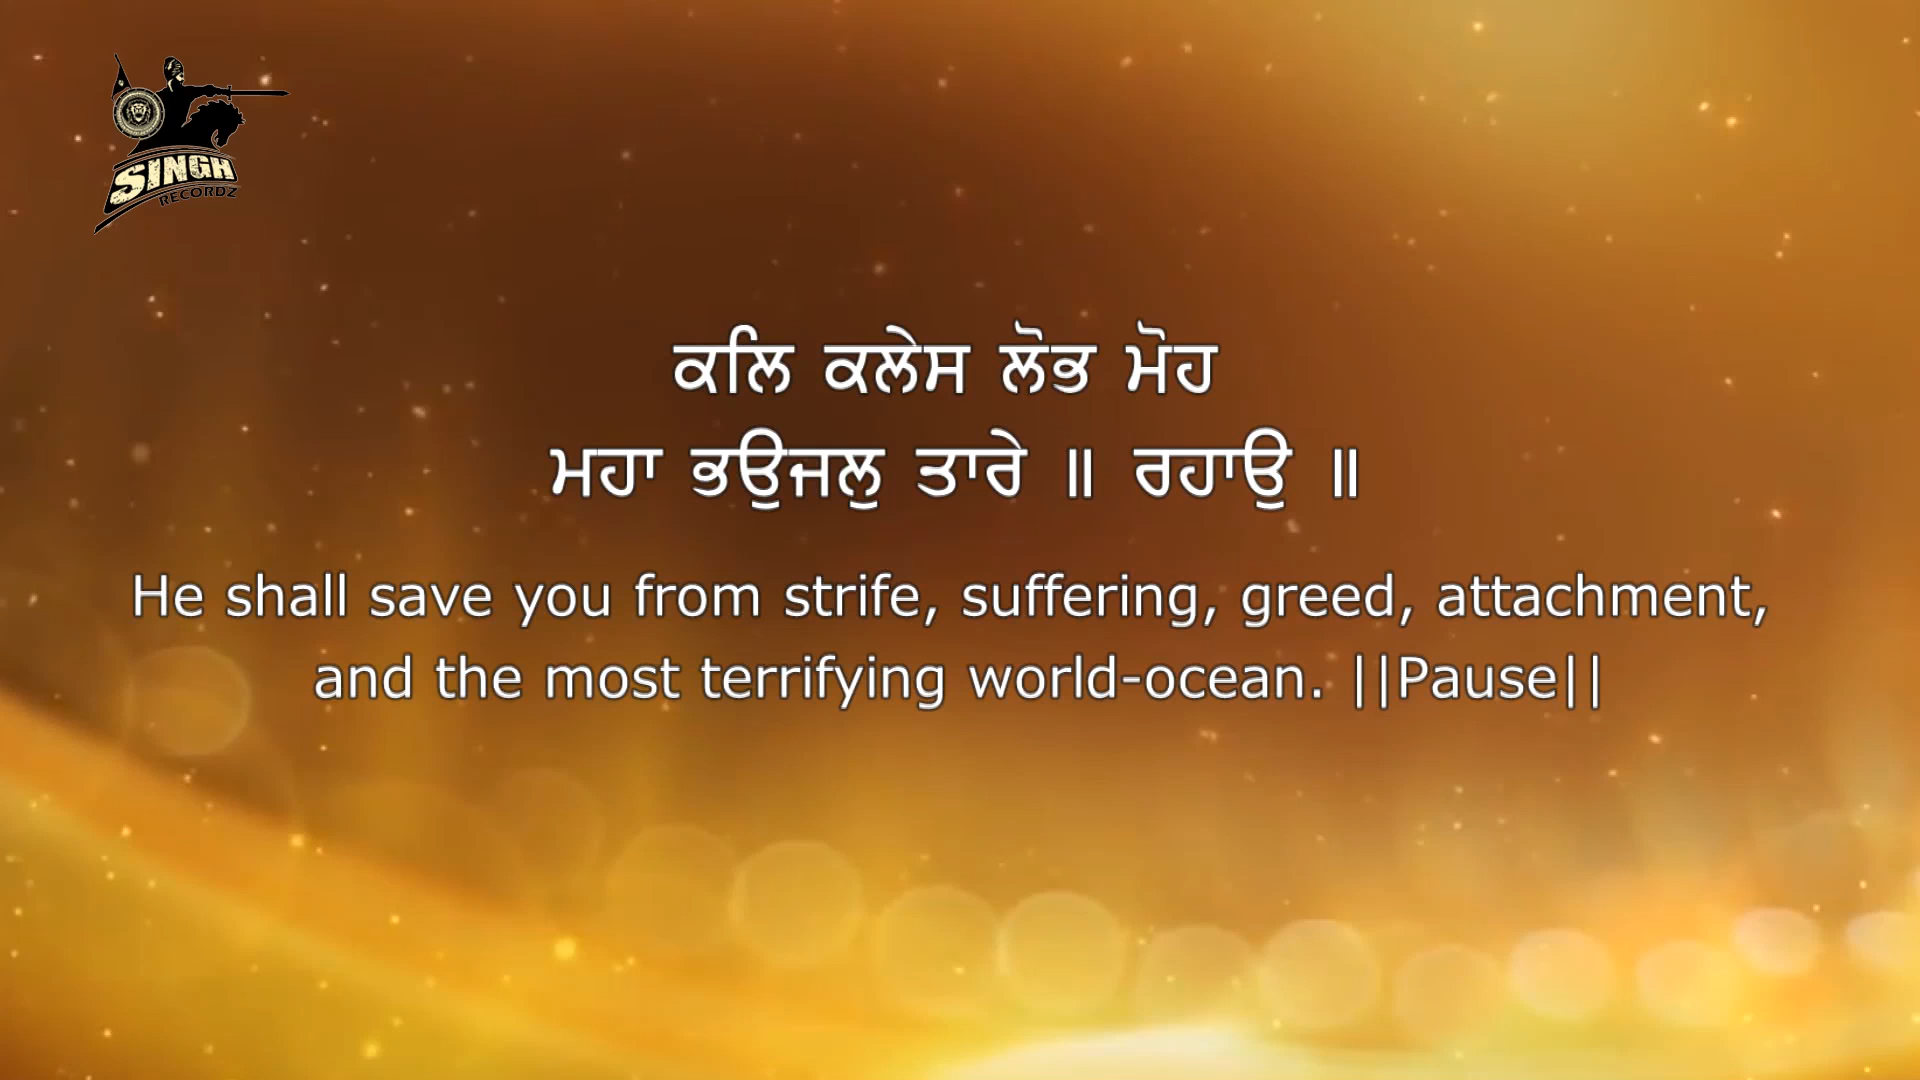 SINGH
RECORDZ
ਕਲਿ ਕਲੇਸ ਲੋਭ ਮੋਹ
ਮਹਾ ਭਉਜਲੁ ਤਾਰੇ ॥ ਰਹਾਉ ॥
He shall save you from strife, suffering, greed, attachment,
and the most terrifying world-ocean. ||Pause||